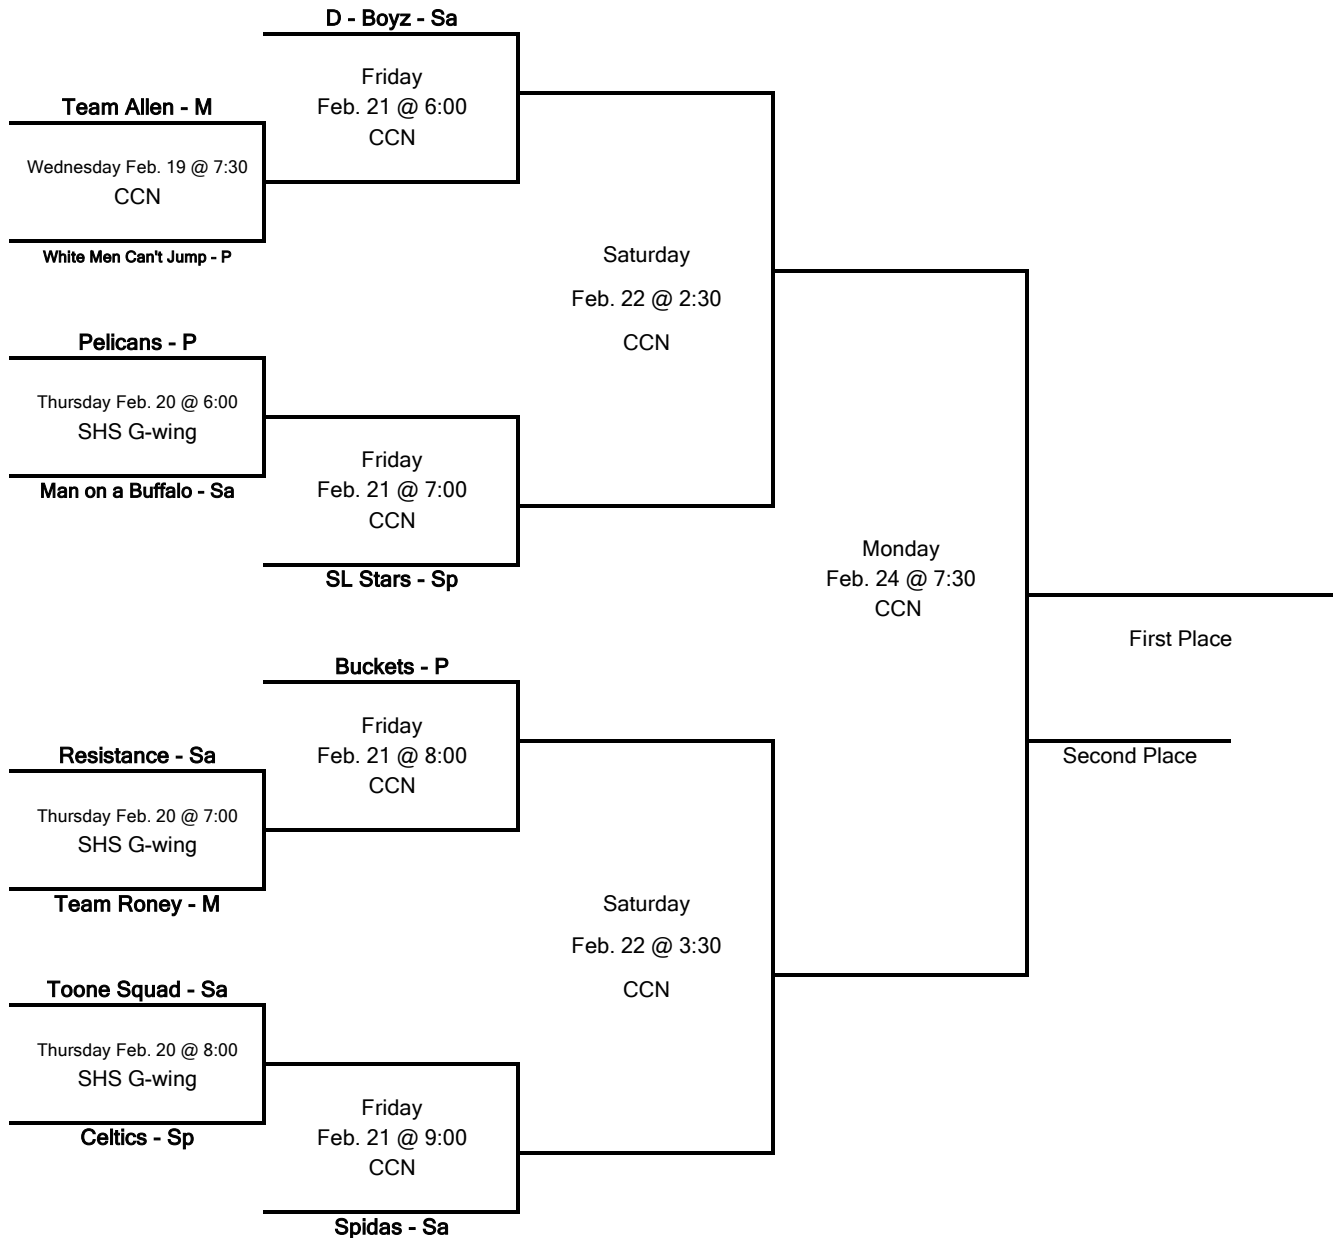 D - Boyz - Sa
Friday
Feb. 21 @ 6:00
CCN
Team Allen - M
Wednesday Feb. 19 @ 7:30
CCN
White Men Can't Jump - P
Saturday
Feb. 22 @ 2:30
CCN
Pelicans - P
Thursday Feb. 20 @ 6:00
SHS G-wing
Man on a Buffalo - Sa
Friday
Feb. 21 @ 7:00
CCN
SL Stars - Sp
Monday
Feb. 24 @ 7:30
CCN
First Place
Second Place
Buckets - P
Friday
Feb. 21 @ 8:00
CCN
Resistance - Sa
Thursday Feb. 20 @ 7:00
SHS G-wing
Team Roney - M
Saturday
Feb. 22 @ 3:30
CCN
Toone Squad - Sa
Thursday Feb. 20 @ 8:00
SHS G-wing
Celtics - Sp
Friday
Feb. 21 @ 9:00
CCN
Spidas - Sa